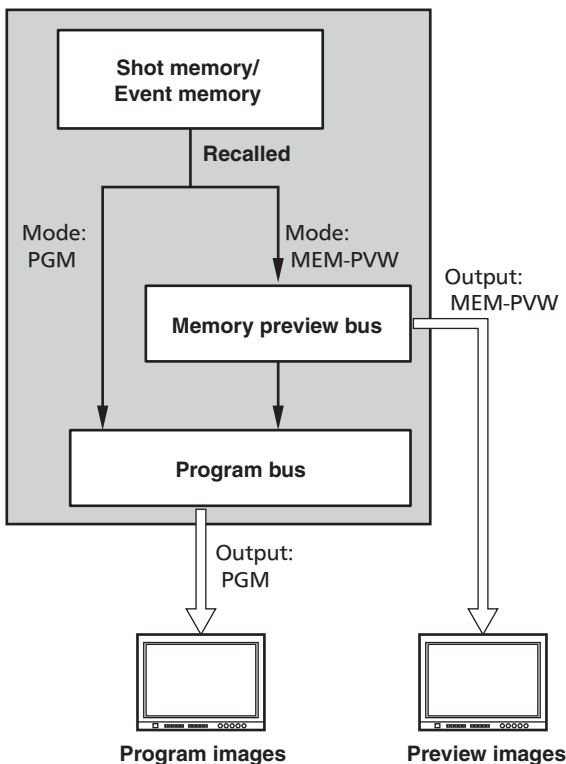 Shot memory/
Event memory
Recalled
Mode:
PGM
Mode:
MEM-PVW
Output:
MEM-PVW
Memory preview bus
Program bus
Output:
PGM
Program images
Preview images